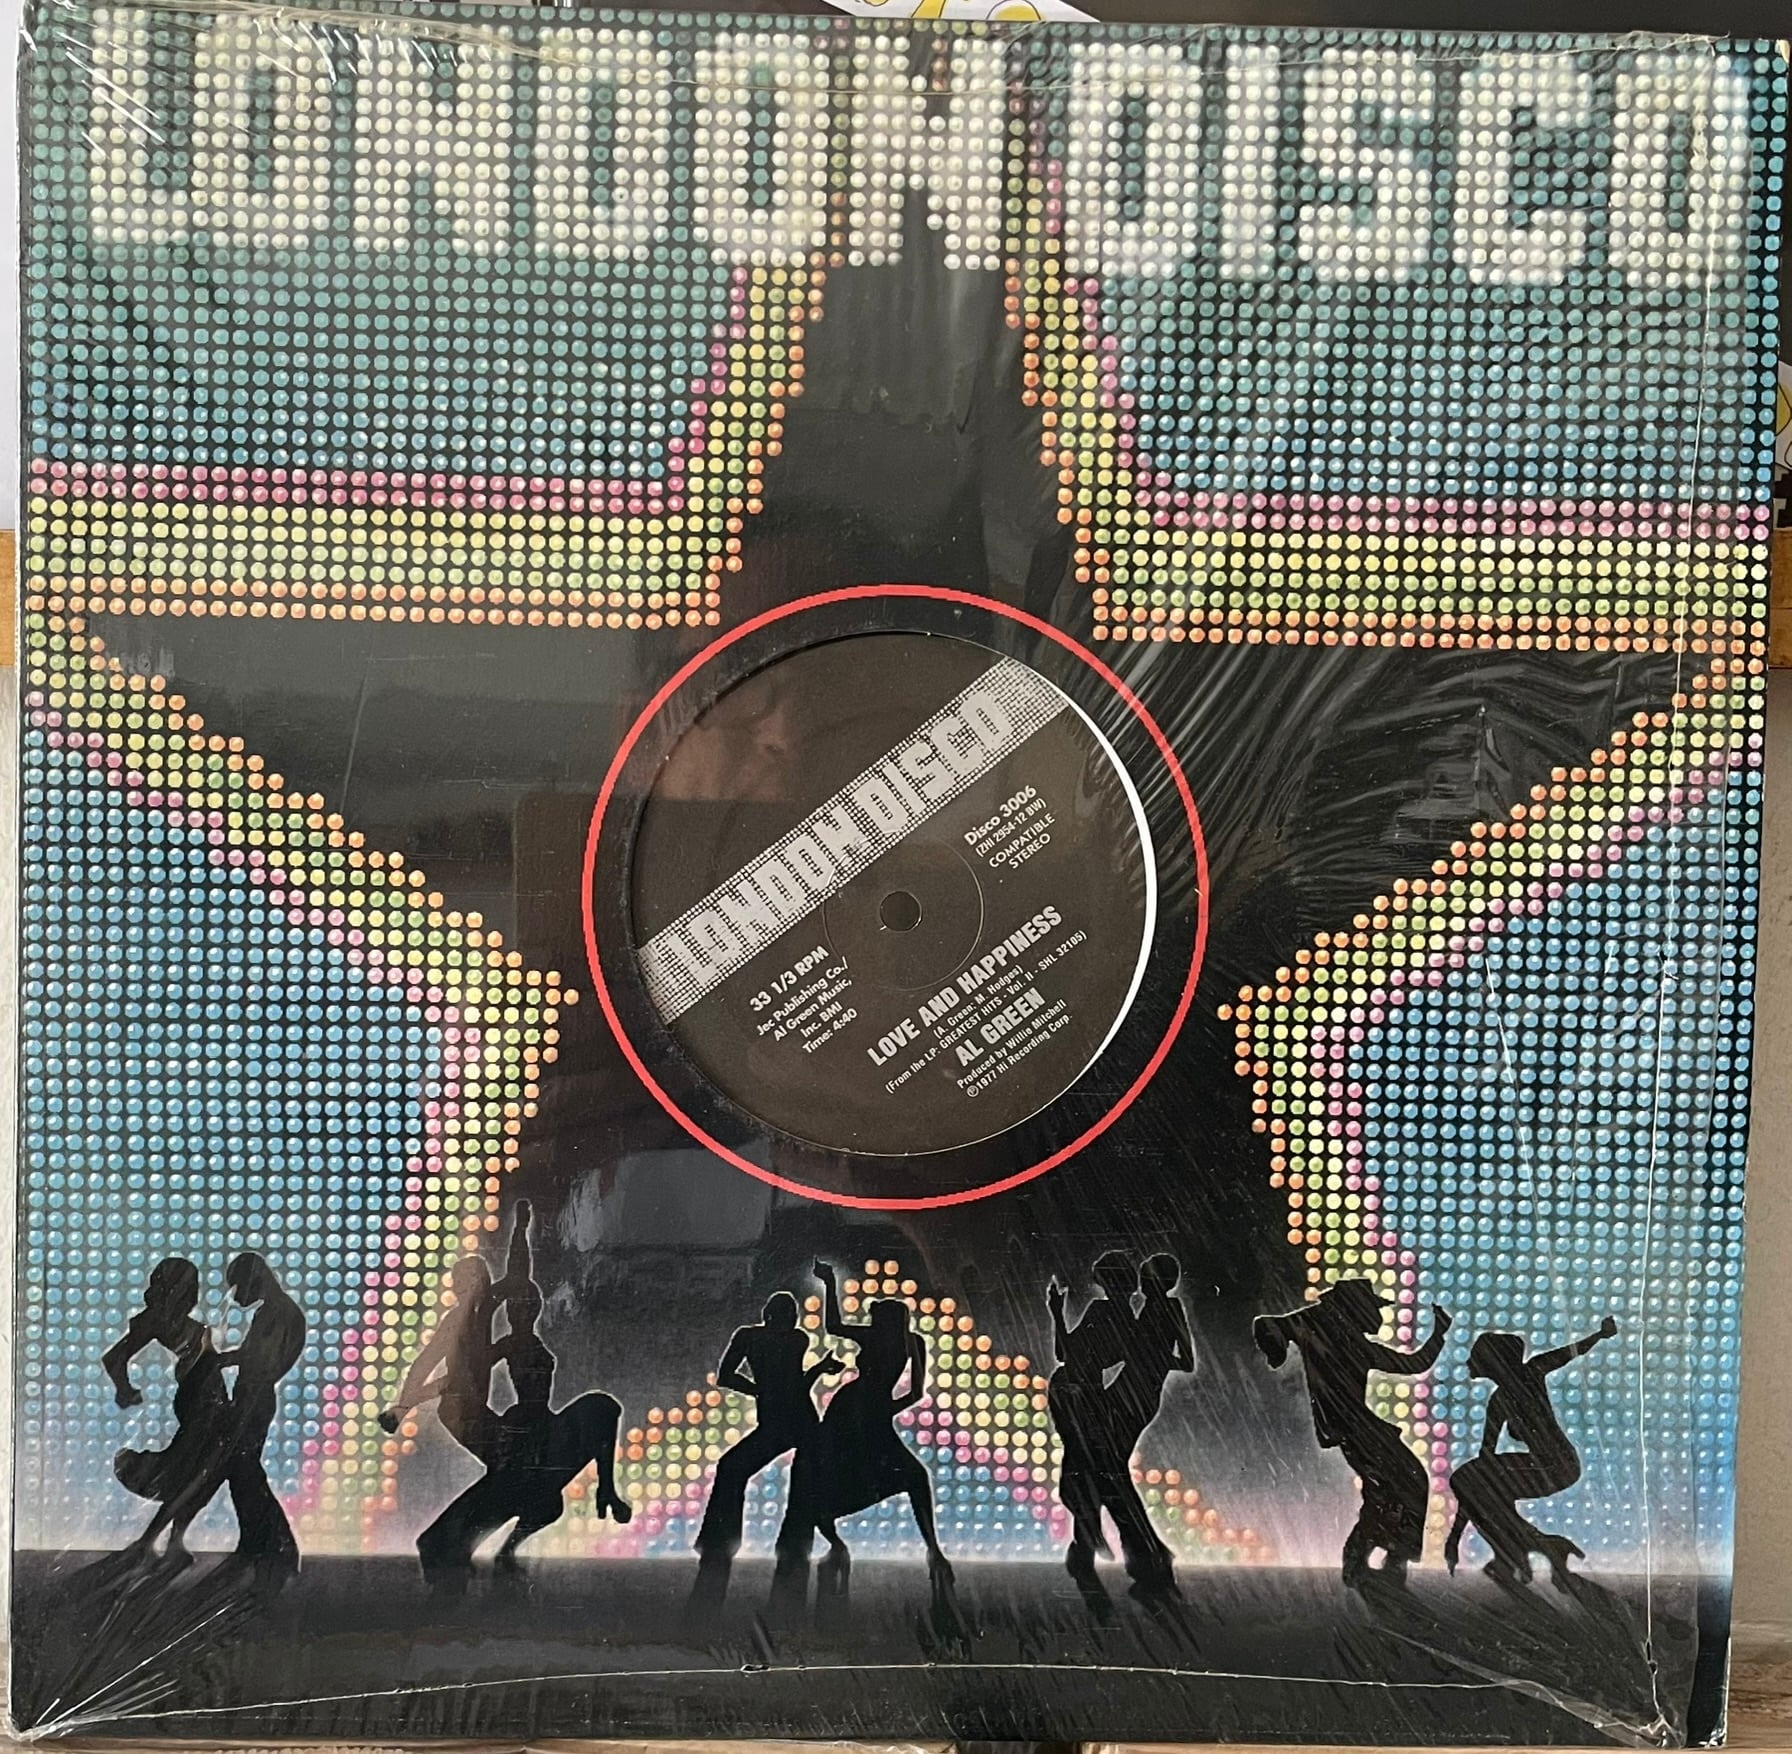 LONDON DISCO
LONDON DISCO
Disco 3006
(ZHI 2954-12 BW)
COMPATIBLE
STEREO
33 1/3 RPM
Jec Publishing Co./
Al Green Music,
Inc. BMI
Time: 4:40
LOVE AND HAPPINESS
(A. Green, M. Hodges)
(From the LP: GREATEST HITS - Vol. II - SHL 32105)
AL GREEN
Produced by Willie Mitchell
℗1977 Hi Recording Corp.